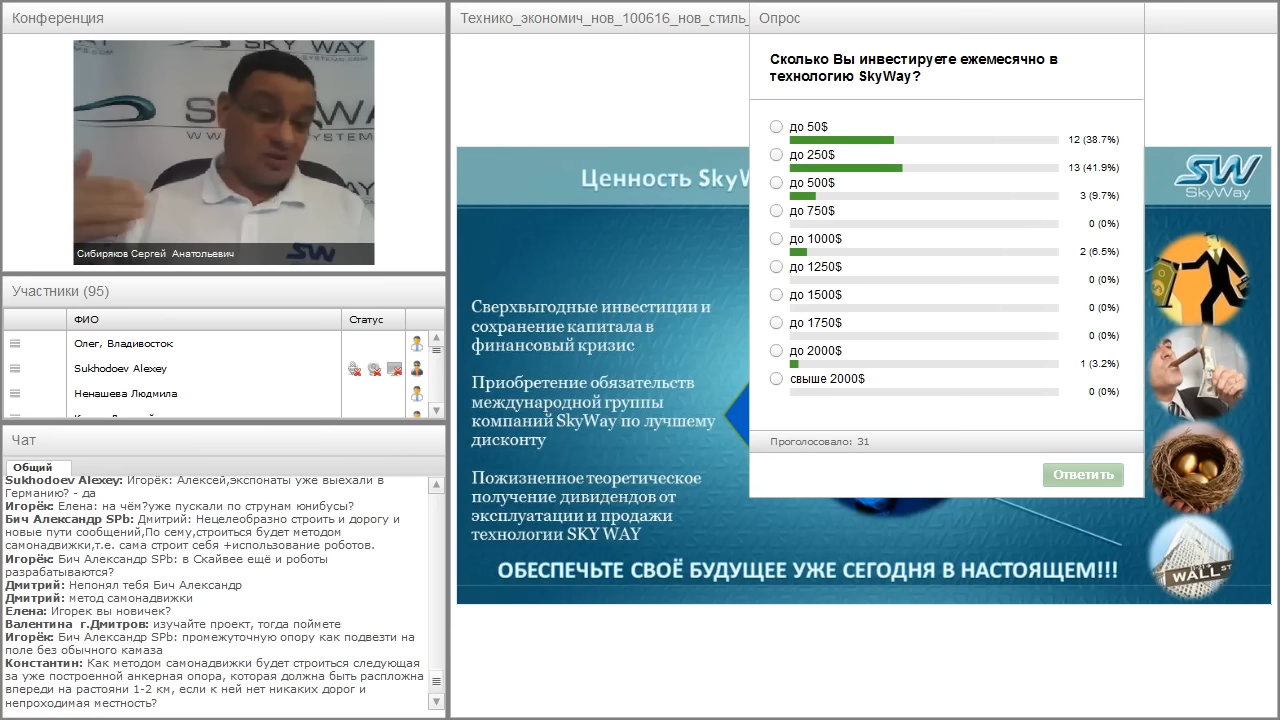 Конференция
SKY WAY
SKYWAY
Сибиряков Сергей Анатольевич
SW
Участники (95)
ФИО
Статус
Олег, Владивосток
Sukhodoev Alexey
Ненашева Людмила
Чат
Общий
Sukhodoev Alexey: Игорёк: Алексей,экспонаты уже выехали в
Германию? - да
Игорёк: Елена: на чём?уже пускали по струнам юнибусы?
Бич Александр SPb: Дмитрий: Нецелеобразно строить и дорогу и
новые пути сообщений,По сему,строиться будет методом
самонадвижки,т.е. сама строит себя +использование роботов.
Игорёк: Бич Александр SPb: в Скайвее ещё и роботы
разрабатываются?
Дмитрий: Непонял тебя Бич Александр
Дмитрий: метод самонадвижки
Елена: Игорек вы новичек?
Валентина г.Дмитров: изучайте проект, тогда поймете
Игорёк: Бич Александр SPb: промежуточную опору как подвезти на
поле без обычного камаза
Константин: Как методом самонадвижки будет строиться следующая
за уже построенной анкерная опора, которая должна быть распложна
впереди на растояни 1-2 км, если к ней нет никаких дорог и
непроходимая местность?
Технико_экономич_нов_100616_нов_стиль_
Ценность SkyW
SW
SkyWay
Сверхвыгодные инвестиции и
сохранение капитала в
финансовый кризис
Приобретение обязательств
международной группы
компаний SkyWay по лучшему
дисконту
Пожизненное теоретическое
получение дивидендов от
эксплуатации и продажи
технологии SKY WAY
ОБЕСПЕЧЬТЕ СВОЁ БУДУЩЕЕ УЖЕ СЕГОДНЯ В НАСТОЯЩЕМ!!!
WALL ST
Опрос
Сколько Вы инвестируете ежемесячно в
технологию SkyWay?
до 50$
12 (38.7%)
до 250$
13 (41.9%)
до 500$
3 (9.7%)
до 750$
0 (0%)
до 1000$
2 (6.5%)
до 1250$
0 (0%)
до 1500$
0 (0%)
до 1750$
0 (0%)
до 2000$
1 (3.2%)
свыше 2000$
0 (0%)
Проголосовало: 31
Ответить